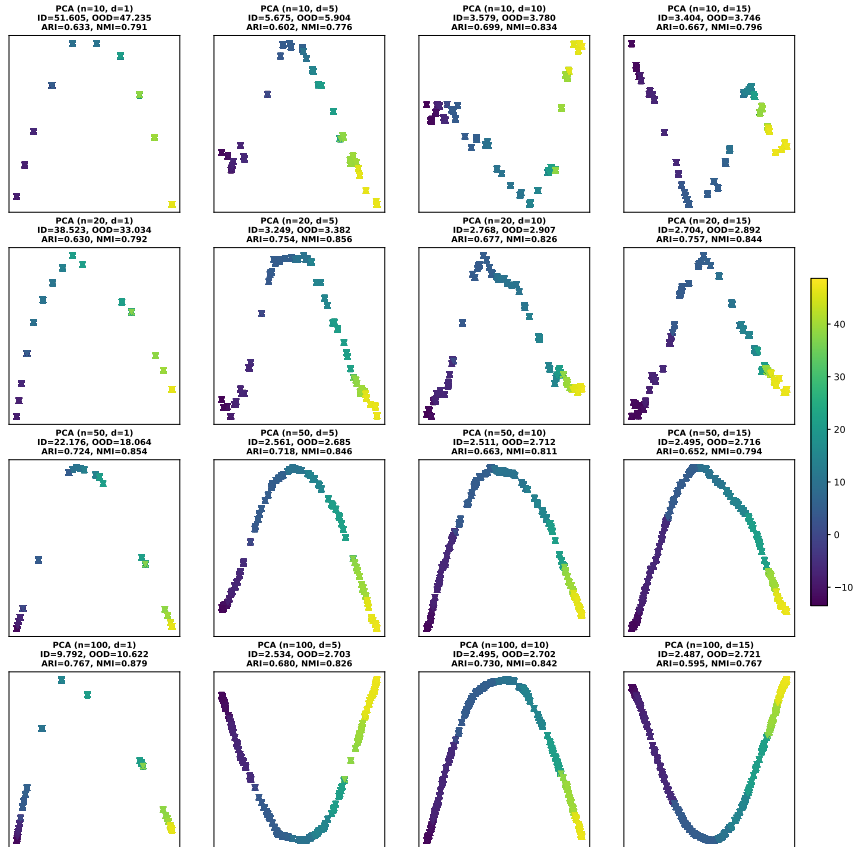 PCA (n=10, d=1)
ID=51.605, OOD=47.235
ARI=0.633, NMI=0.791
PCA (n=10, d=5)
ID=5.675, OOD=5.904
ARI=0.602, NMI=0.776
PCA (n=10, d=10)
ID=3.579, OOD=3.780
ARI=0.699, NMI=0.834
PCA (n=10, d=15)
ID=3.404, OOD=3.746
ARI=0.667, NMI=0.796
PCA (n=20, d=1)
ID=38.523, OOD=33.034
ARI=0.630, NMI=0.792
PCA (n=20, d=5)
ID=3.249, OOD=3.382
ARI=0.754, NMI=0.856
PCA (n=20, d=10)
ID=2.768, OOD=2.907
ARI=0.677, NMI=0.826
PCA (n=20, d=15)
ID=2.704, OOD=2.892
ARI=0.757, NMI=0.844
PCA (n=50, d=1)
ID=22.176, OOD=18.064
ARI=0.724, NMI=0.854
PCA (n=50, d=5)
ID=2.561, OOD=2.685
ARI=0.718, NMI=0.846
PCA (n=50, d=10)
ID=2.511, OOD=2.712
ARI=0.663, NMI=0.811
PCA (n=50, d=15)
ID=2.495, OOD=2.716
ARI=0.652, NMI=0.794
PCA (n=100, d=1)
ID=9.792, OOD=10.622
ARI=0.767, NMI=0.879
PCA (n=100, d=5)
ID=2.534, OOD=2.703
ARI=0.680, NMI=0.826
PCA (n=100, d=10)
ID=2.495, OOD=2.702
ARI=0.730, NMI=0.842
PCA (n=100, d=15)
ID=2.487, OOD=2.721
ARI=0.595, NMI=0.767
40
30
20
10
0
−10